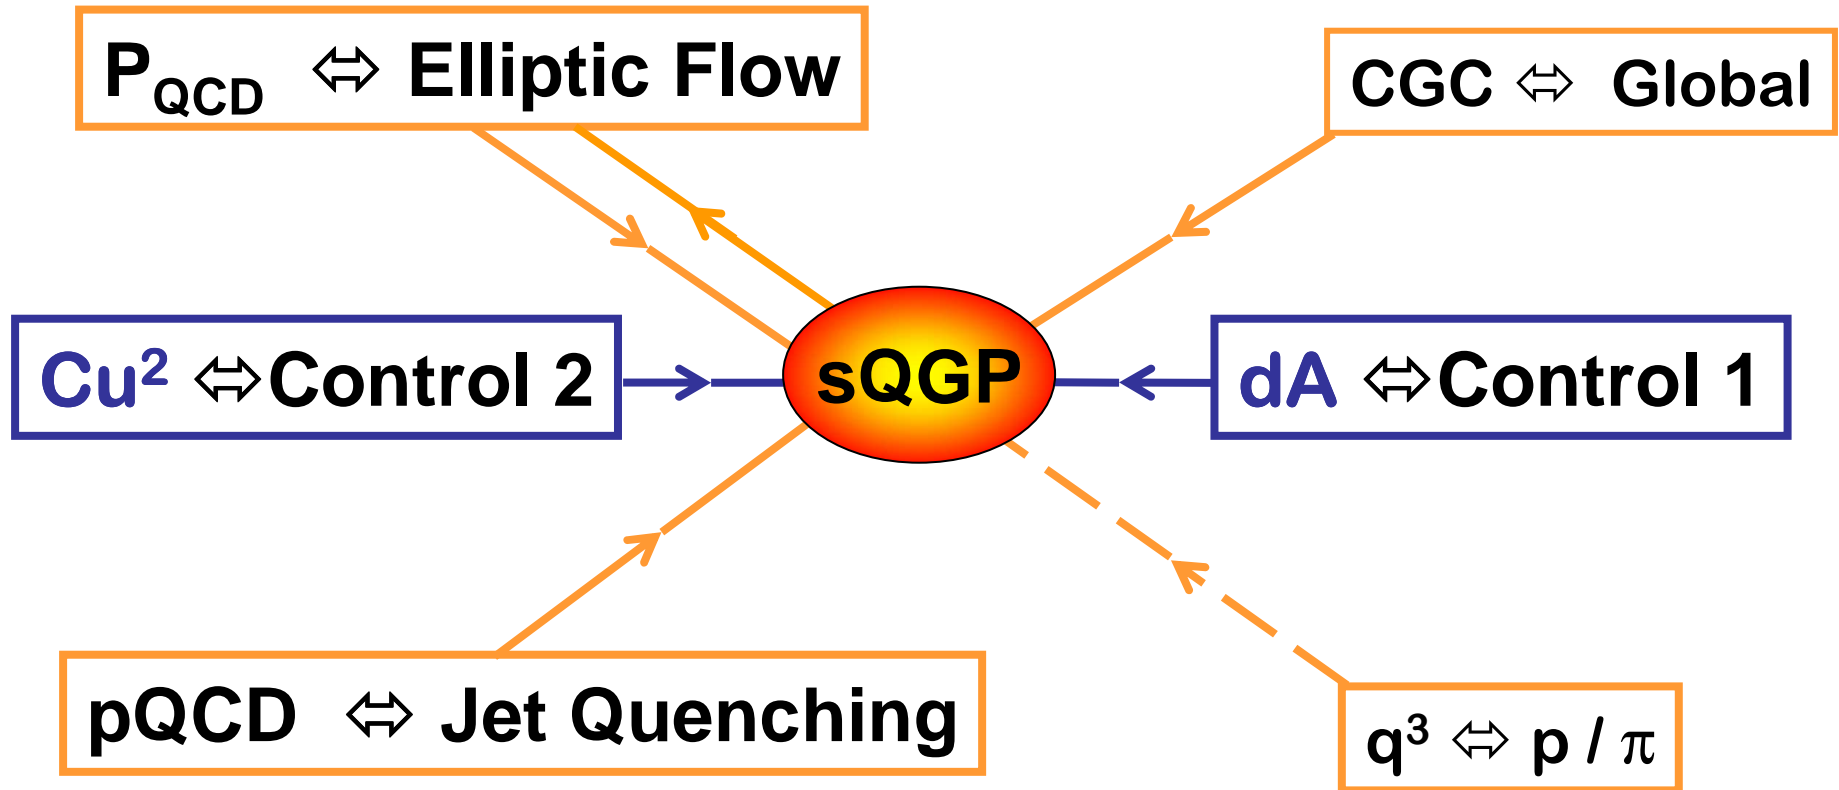 P_QCD ⇔ Elliptic Flow
CGC ⇔ Global
Cu² ⇔Control 2
sQGP
dA ⇔Control 1
pQCD ⇔ Jet Quenching
q³ ⇔ p / π